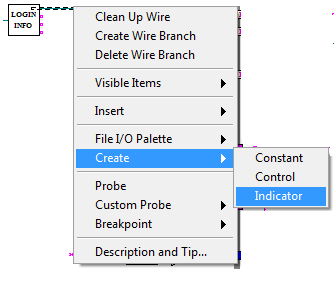 LOGIN
INFO
Clean Up Wire
Create Wire Branch
Delete Wire Branch
Visible Items
Insert
File I/O Palette
Create
Constant
Control
Indicator
Probe
Custom Probe
Breakpoint
Description and Tip...